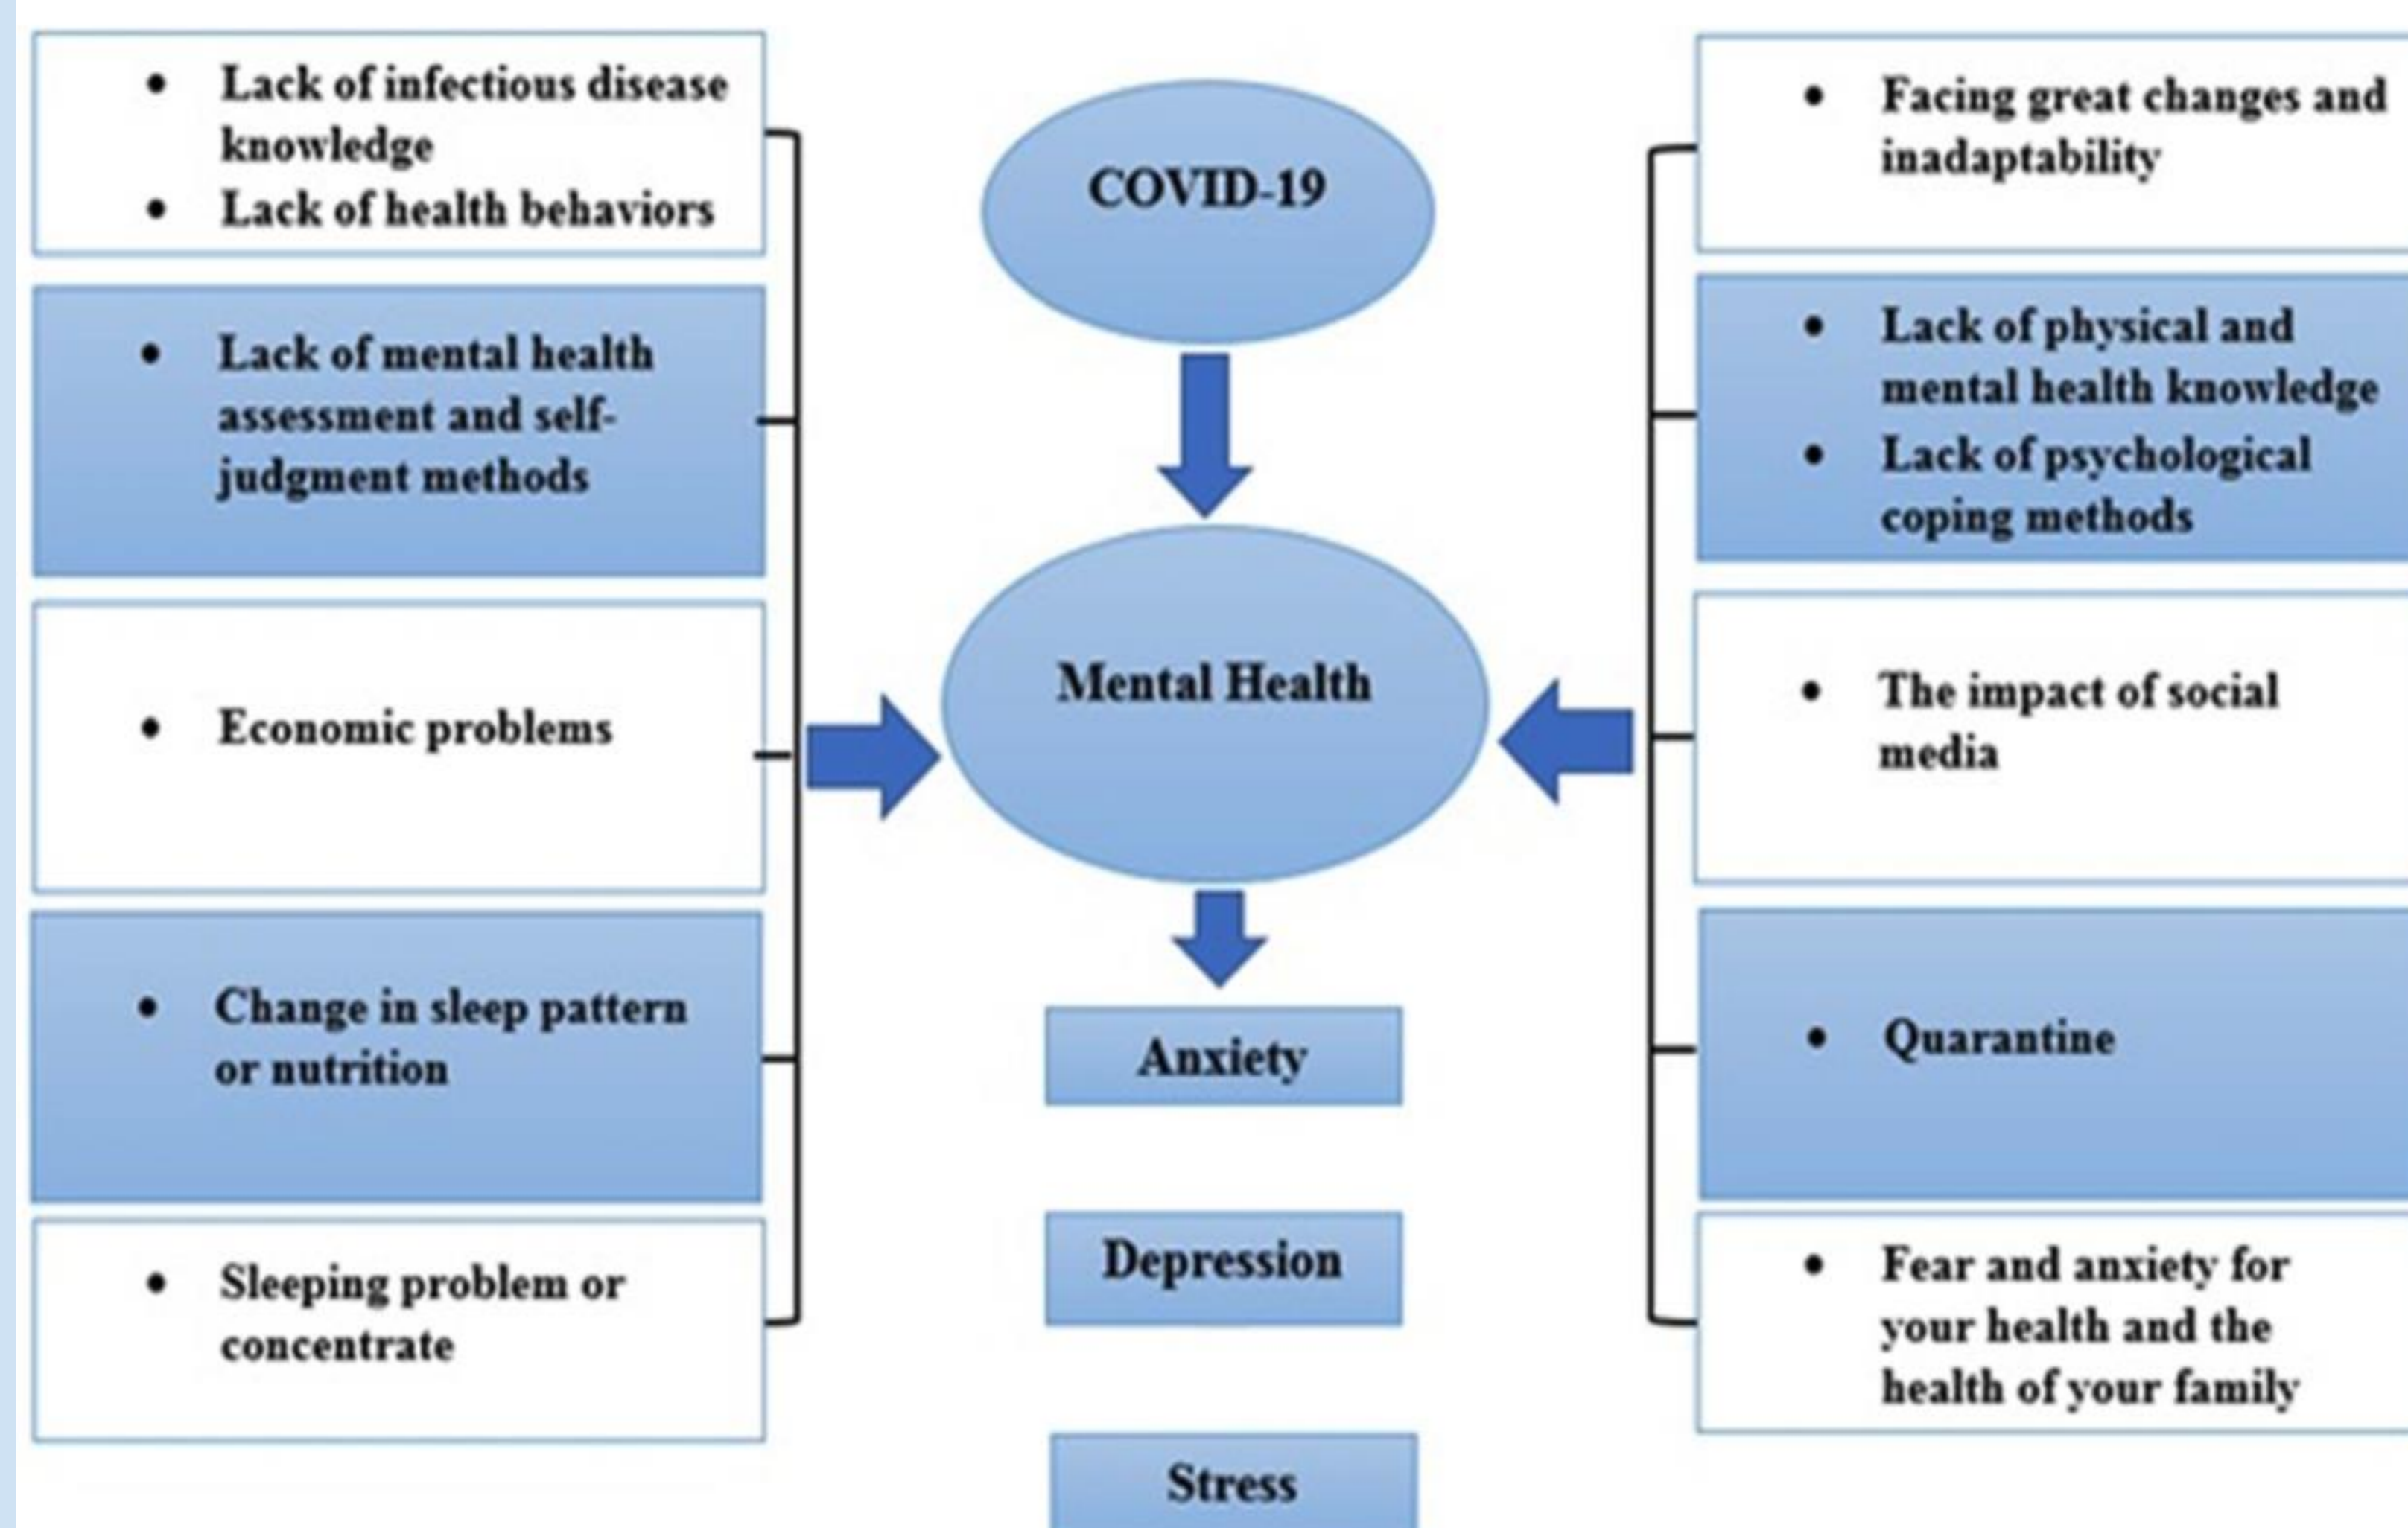 • Lack of infectious disease
knowledge
• Lack of health behaviors
• Lack of mental health
assessment and self-
judgment methods
• Economic problems
• Change in sleep pattern
or nutrition
• Sleeping problem or
concentrate
COVID-19
Mental Health
Anxiety
Depression
Stress
• Facing great changes and
inadaptability
• Lack of physical and
mental health knowledge
• Lack of psychological
coping methods
• The impact of social
media
• Quarantine
• Fear and anxiety for
your health and the
health of your family